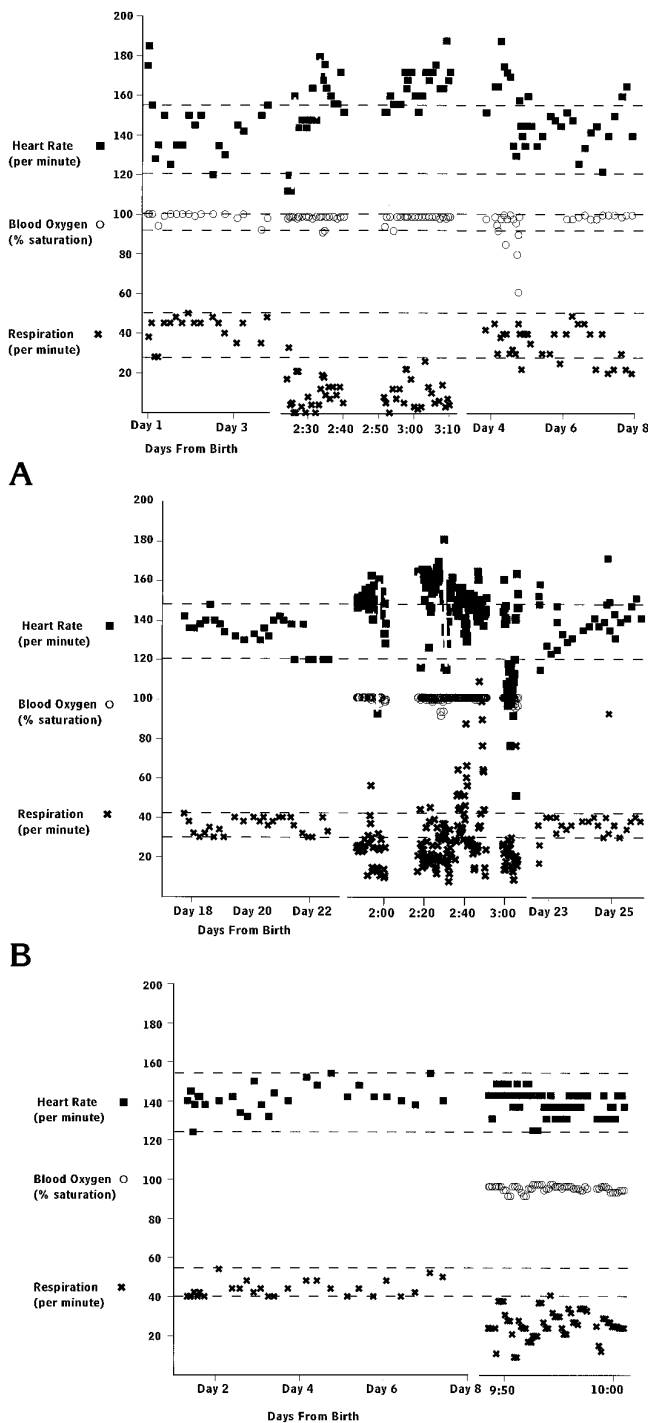 200
180
160
Heart Rate
(per minute)
140
120
Blood Oxygen
(% saturation)
100
80
60
Respiration
(per minute)
40
20
Day 1 Day 3 2:30 2:40 2:50 3:00 3:10 Day 4 Day 6 Day 8
Days From Birth
A
200
180
160
Heart Rate
(per minute)
140
120
Blood Oxygen
(% saturation)
100
80
60
Respiration
(per minute)
40
20
Day 18 Day 20 Day 22 2:00 2:20 2:40 3:00 Day 23 Day 25
Days From Birth
B
200
180
160
Heart Rate
(per minute)
140
120
Blood Oxygen
(% saturation)
100
80
60
Respiration
(per minute)
40
20
Day 2 Day 4 Day 6 Day 8 9:50 10:00
Days From Birth